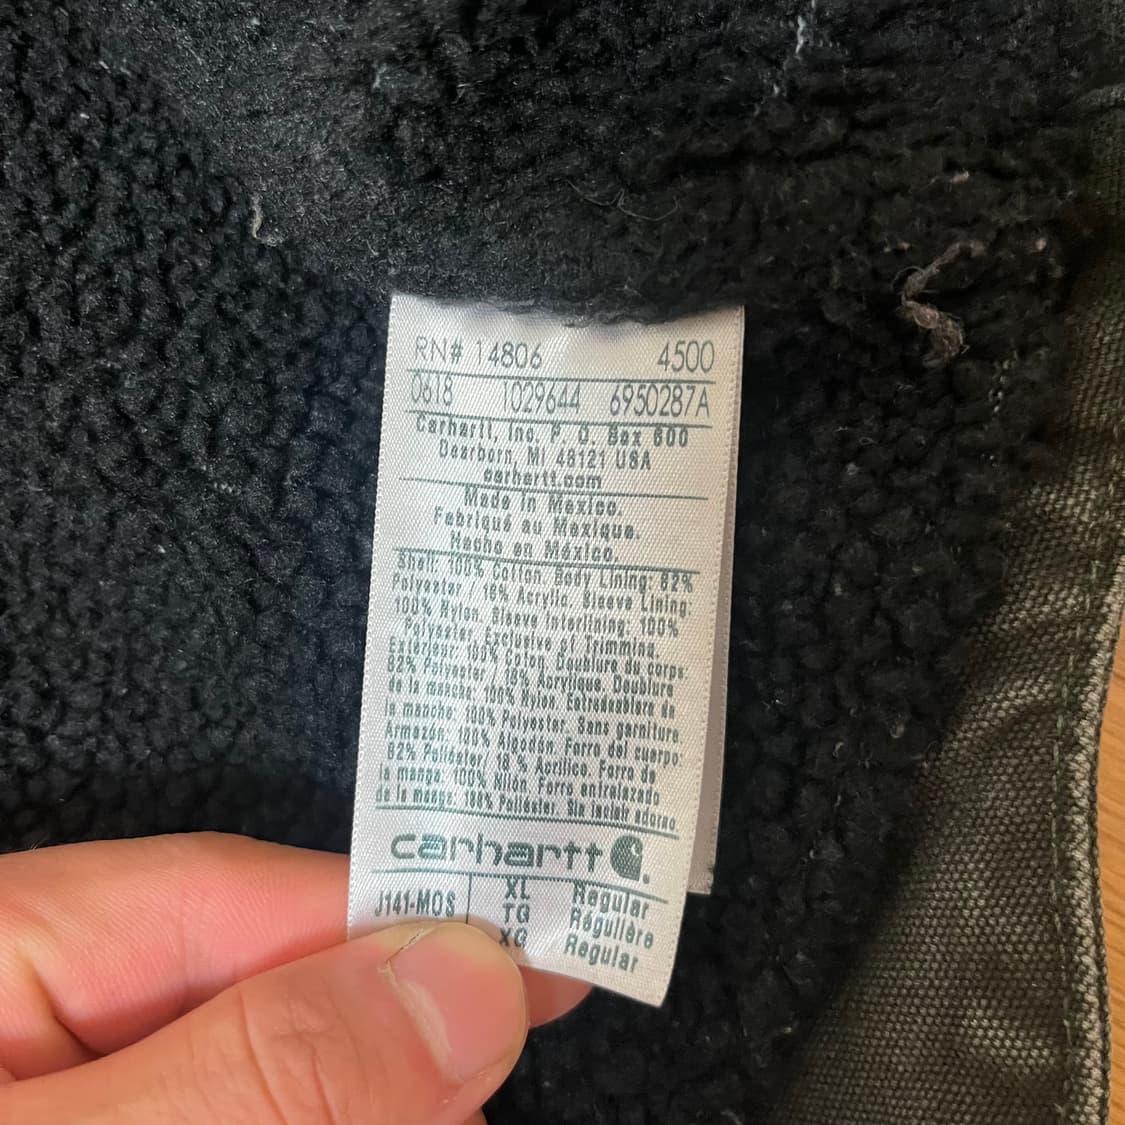 RN# 14806 4500
0618 1029644 6950287A
Carhartt, Inc. P. O. Box 600
Dearborn, MI 48121 USA
carhartt.com
Made in Mexico.
Fabriqué au Mexique.
Hecho en México.
Shell: 100% Cotton. Body Lining: 82%
Polyester / 18% Acrylic. Sleeve Lining:
100% Nylon. Sleeve Interlining: 100%
Polyester. Exclusive of Trimming.
Extérieur: 100% Coton. Doublure du corps:
82% Polyester / 18% Acrylique. Doublure
de la manche: 100% Nylon. Entredoublure de
la manche: 100% Polyester. Sans garniture
Armazón: 100% Algodón. Forro del cuerpo:
82% Poliéster 18 % Acrílico. Forro de
la manga: 100% Nilón. Forro entrelazado
de la manga: 100% Poliéster. Sin incluir adorno.
carhartt
J141-MOS XL Regular
TG Régulière
XG Regular